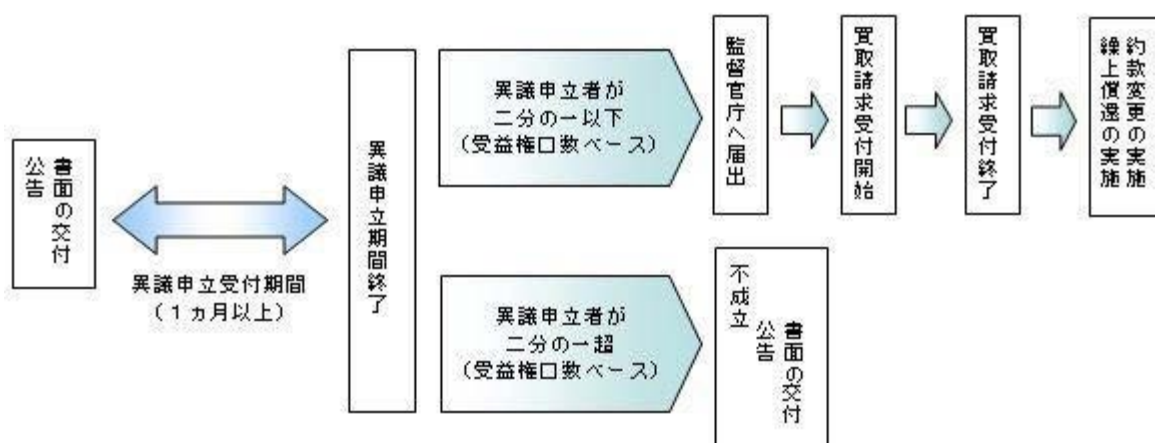 書面の交付
公告
異議申立受付期間
（１ヵ月以上）
異議申立期間終了
異議申立者が
二分の一以下
（受益権口数ベース）
監督官庁へ届出
買取請求受付開始
買取請求受付終了
約款変更の実施
繰上償還の実施
異議申立者が
二分の一超
（受益権口数ベース）
不成立
書面の交付
公告